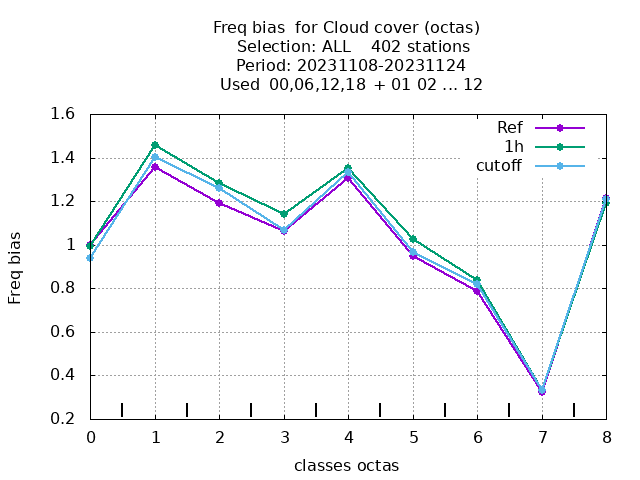 Freq bias  for Cloud cover (octas)
Selection: ALL    402 stations
Period: 20231108-20231124
Used  00,06,12,18  + 01 02 ... 12
Ref
1h
cutoff
1.6
1.4
1.2
1
0.8
0.6
0.4
0.2
Freq bias
0 1 2 3 4 5 6 7 8
classes octas